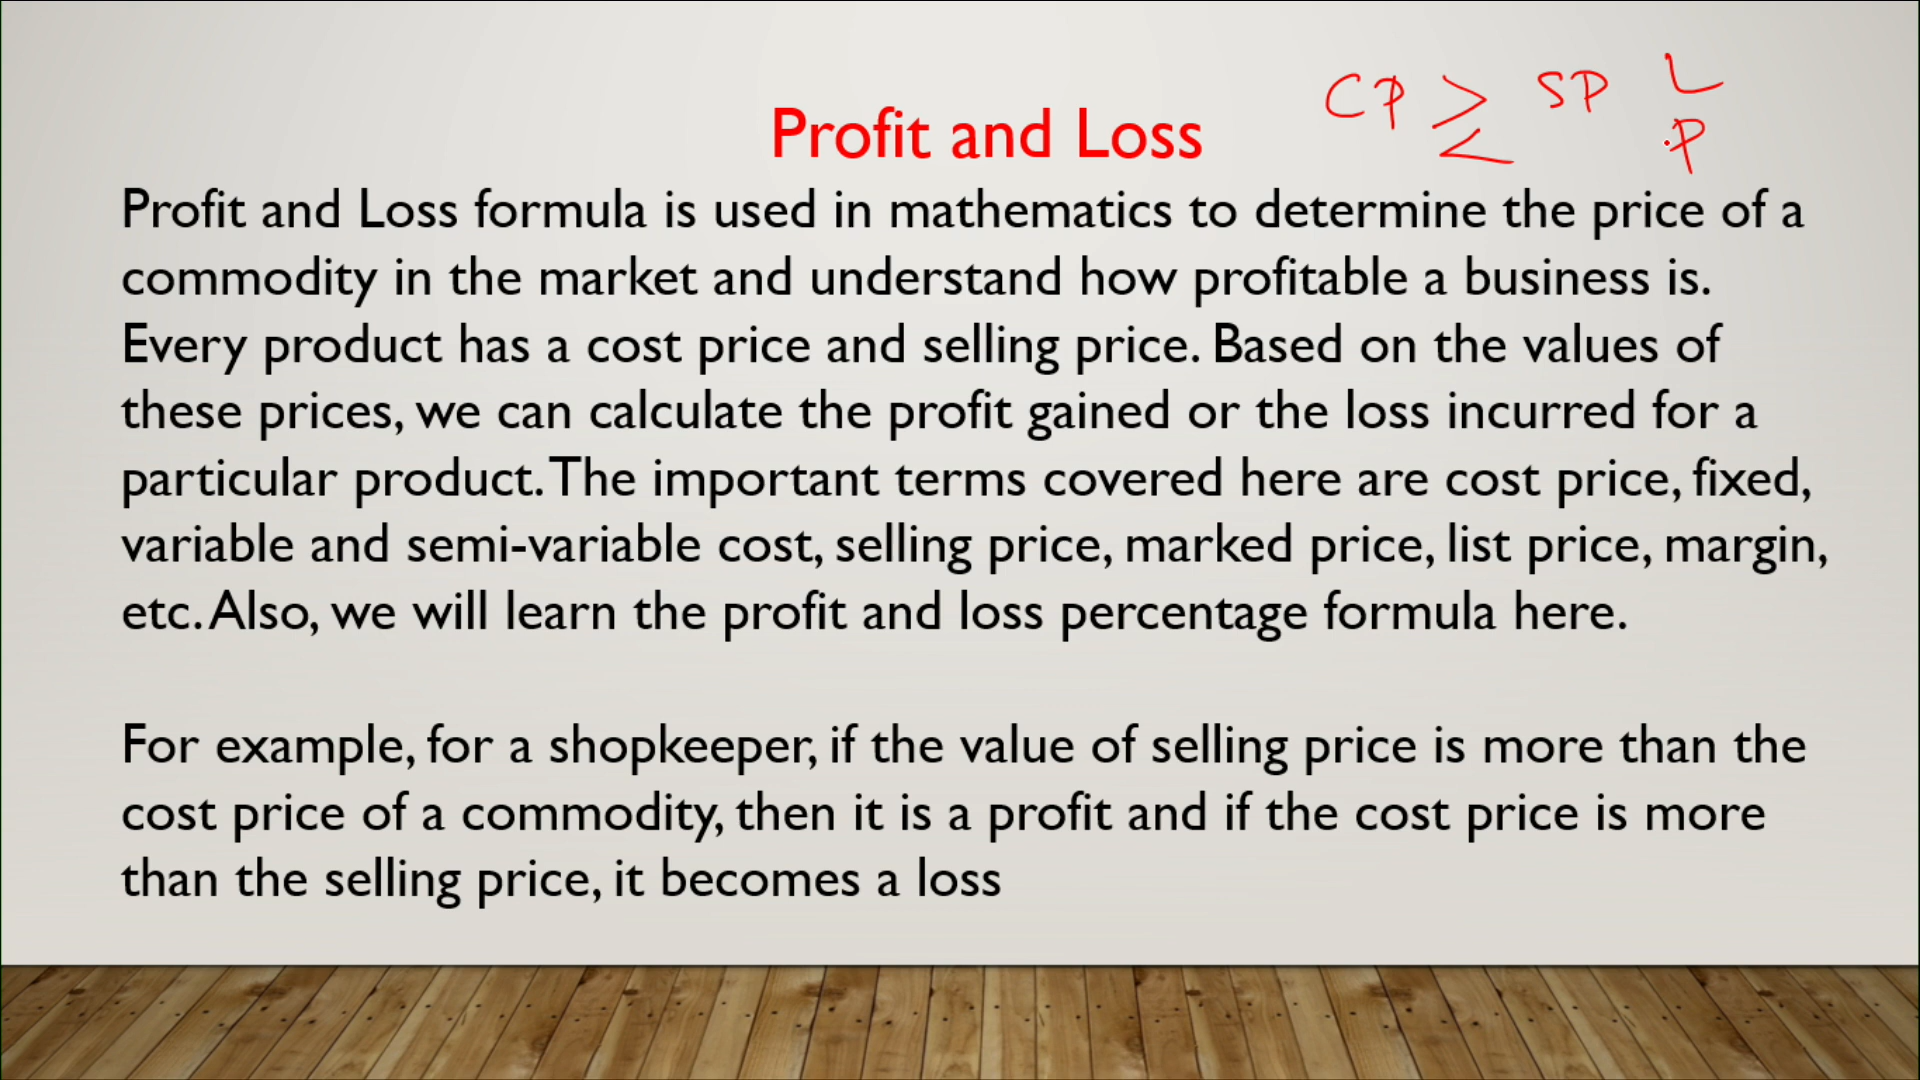 CP > SP L
< P
Profit and Loss
Profit and Loss formula is used in mathematics to determine the price of a
commodity in the market and understand how profitable a business is.
Every product has a cost price and selling price. Based on the values of
these prices, we can calculate the profit gained or the loss incurred for a
particular product. The important terms covered here are cost price, fixed,
variable and semi-variable cost, selling price, marked price, list price, margin,
etc. Also, we will learn the profit and loss percentage formula here.
For example, for a shopkeeper, if the value of selling price is more than the
cost price of a commodity, then it is a profit and if the cost price is more
than the selling price, it becomes a loss